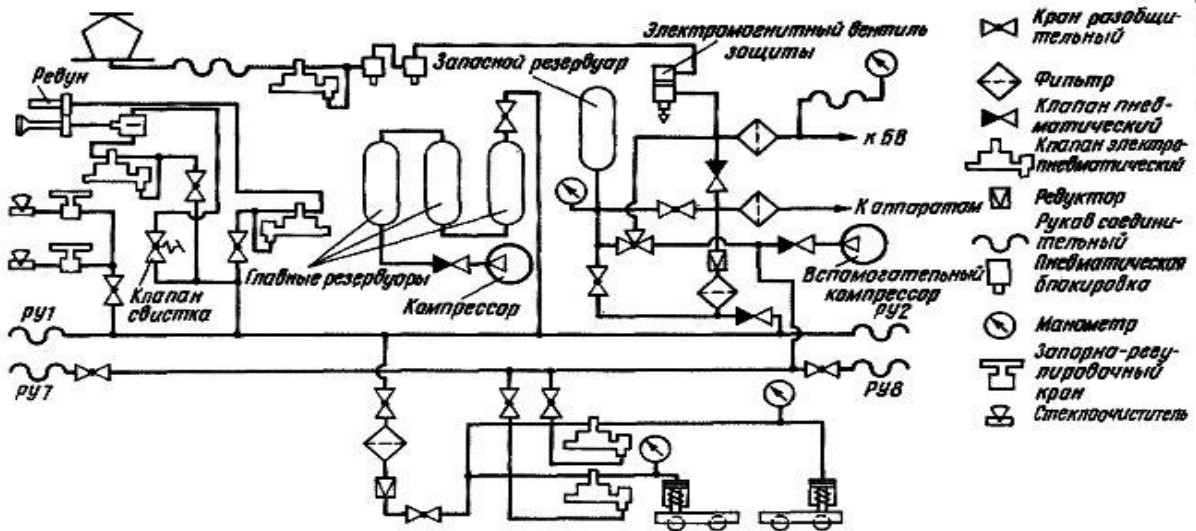 Электромагнитный вентиль
защиты
Запасной резервуар
Ревун
к БВ
К аппаратам
Главные резервуары
Компрессор
Вспомогательный
компрессор
Клапан
свистка
РУ1
РУ2
РУ7
РУ8
Кран разобщи-
тельный
Фильтр
Клапан пнев-
матический
Клапан электро-
пневматический
Редуктор
Рукав соедини-
тельный
Пневматическая
блокировка
Манометр
Запорно-регу-
лировочный
кран
Стеклоочиститель